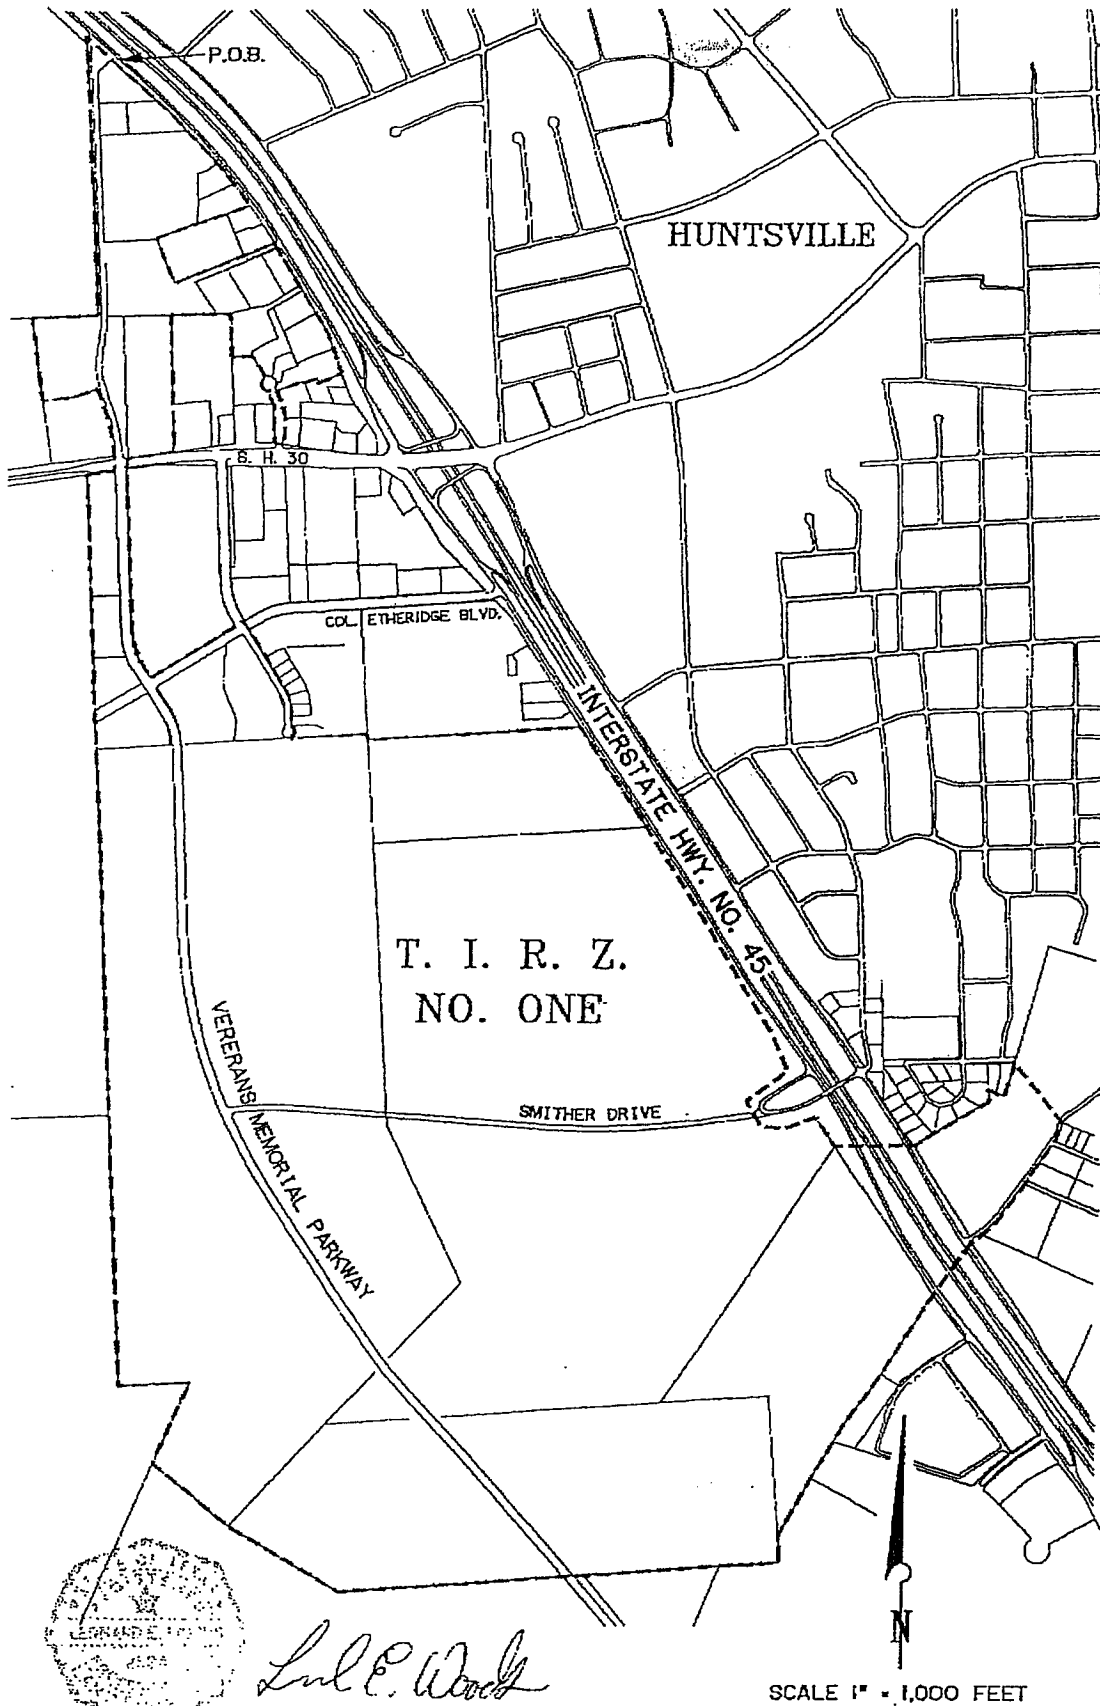 P.O.B.
HUNTSVILLE
S. H. 30
COL. ETHERIDGE BLVD.
INTERSTATE HWY. NO. 45
T. I. R. Z.
NO. ONE
VERERANS MEMORIAL PARKWAY
SMITHER DRIVE
N
SCALE 1" = 1,000 FEET